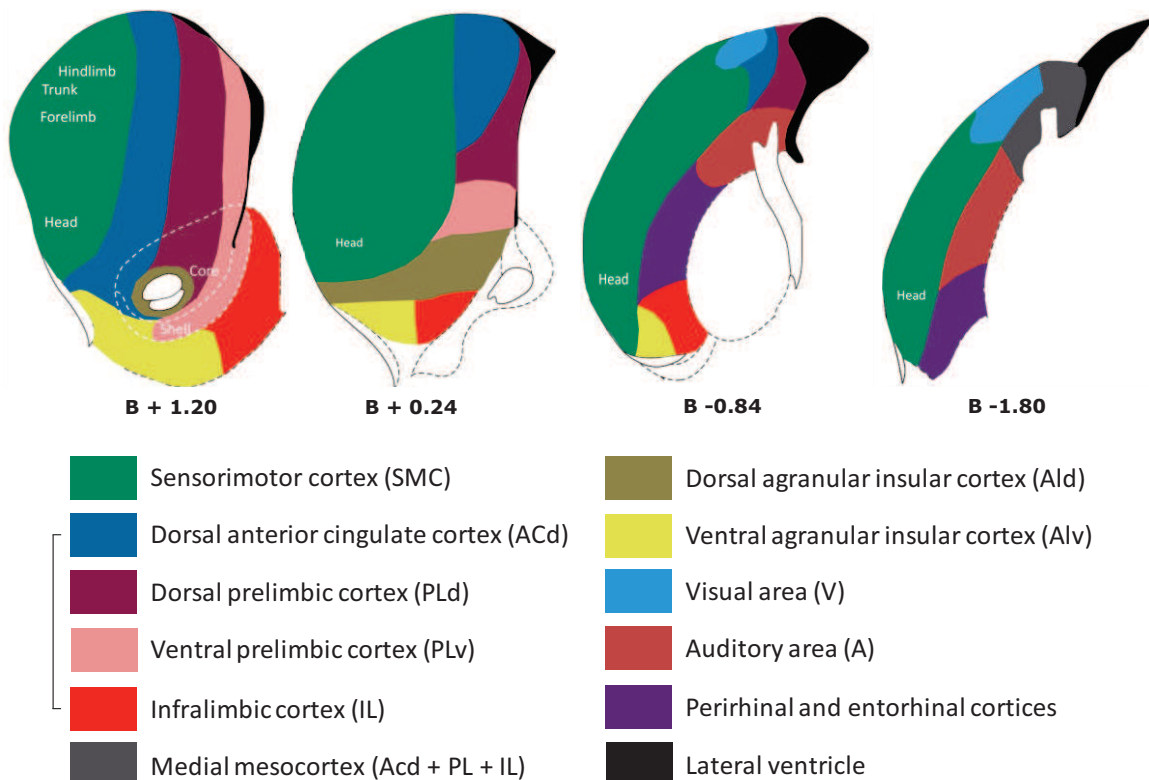 Hindlimb
Trunk
Forelimb
Head
Core
Shell
Head
Head
Head
B + 1.20
B + 0.24
B -0.84
B -1.80
Sensorimotor cortex (SMC)
Dorsal anterior cingulate cortex (ACd)
Dorsal prelimbic cortex (PLd)
Ventral prelimbic cortex (PLv)
Infralimbic cortex (IL)
Medial mesocortex (Acd + PL + IL)
Dorsal agranular insular cortex (Ald)
Ventral agranular insular cortex (Alv)
Visual area (V)
Auditory area (A)
Perirhinal and entorhinal cortices
Lateral ventricle